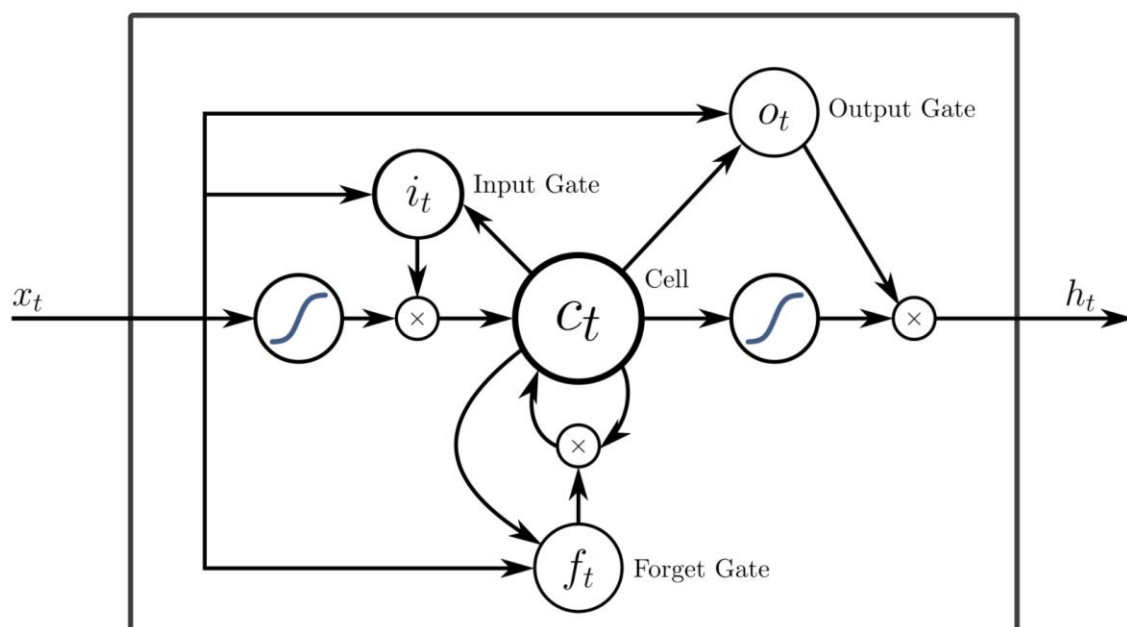 o_t Output Gate
i_t Input Gate
x_t
×
c_t
Cell
×
h_t
×
f_t Forget Gate